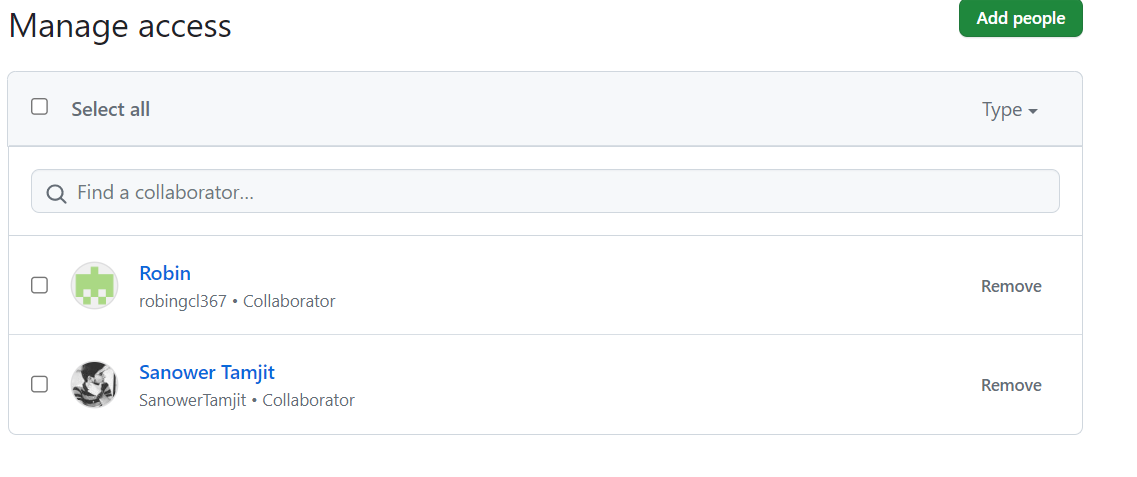 Manage access
Add people
Select all
Type
Find a collaborator...
Robin
robingcl367 • Collaborator
Remove
Sanower Tamjit
SanowerTamjit • Collaborator
Remove